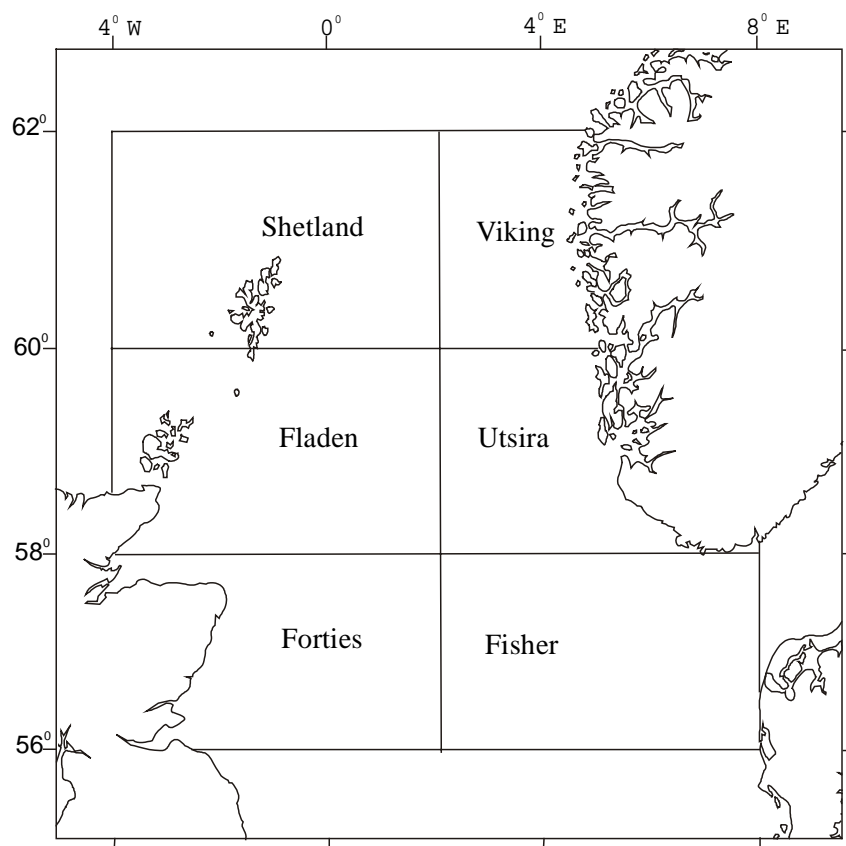 4° W 0° 4° E 8° E
62°
Shetland Viking
60°
Fladen Utsira
58°
Forties Fisher
56°